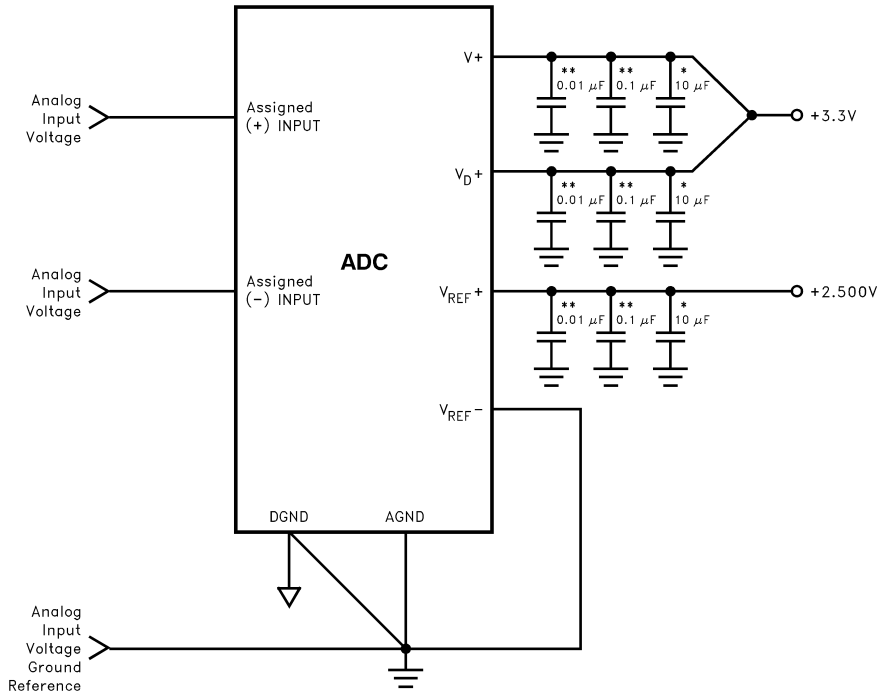 Analog
Input
Voltage
Assigned
(+) INPUT
Analog
Input
Voltage
Assigned
(−) INPUT
ADC
V+
** ** *
0.01 μF 0.1 μF 10 μF
+3.3V
VD+
** ** *
0.01 μF 0.1 μF 10 μF
VREF+
** ** *
0.01 μF 0.1 μF 10 μF
+2.500V
VREF−
DGND AGND
Analog
Input
Voltage
Ground
Reference